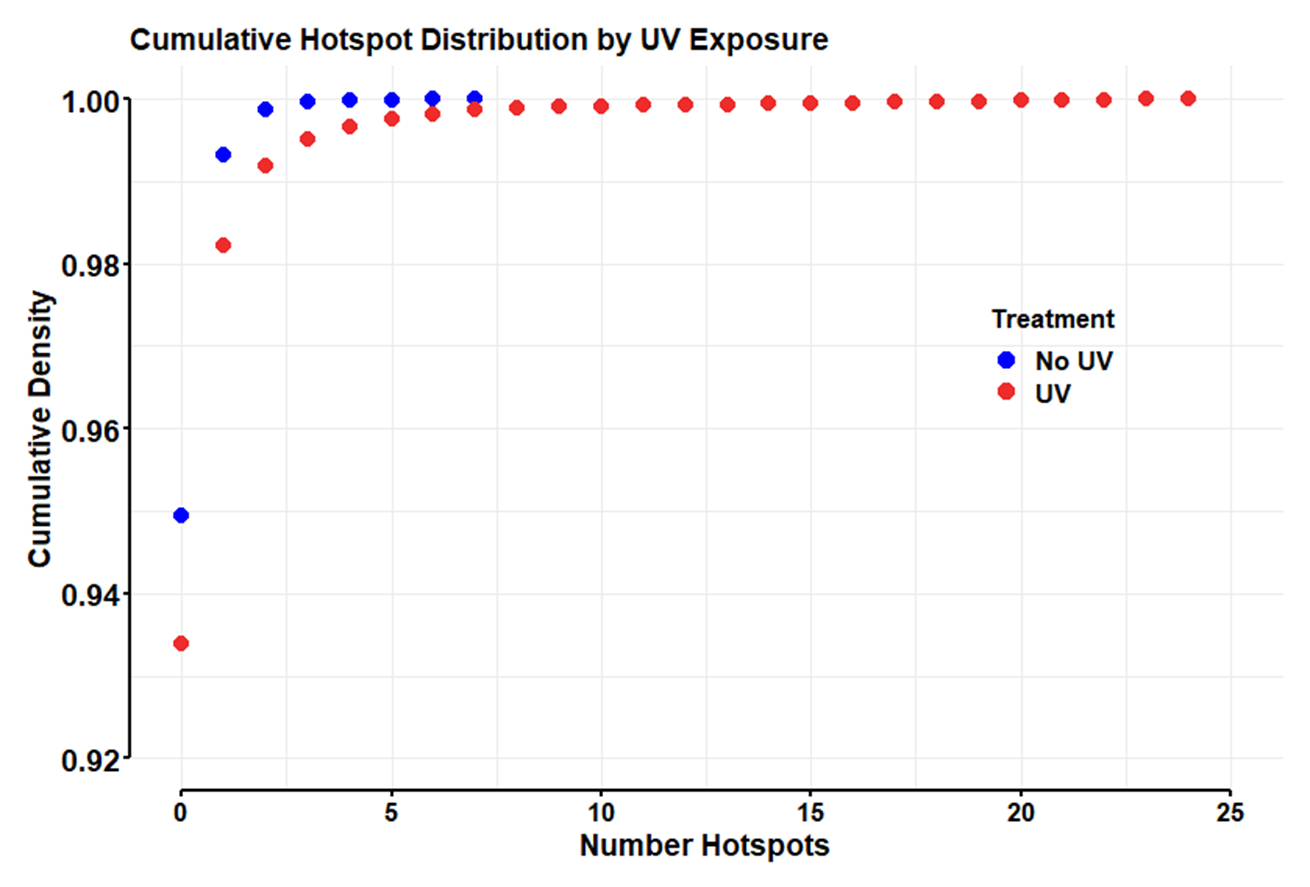 Cumulative Hotspot Distribution by UV Exposure
1.00
0.98
0.96
0.94
0.92
Cumulative Density
Treatment
No UV
UV
0 5 10 15 20 25
Number Hotspots